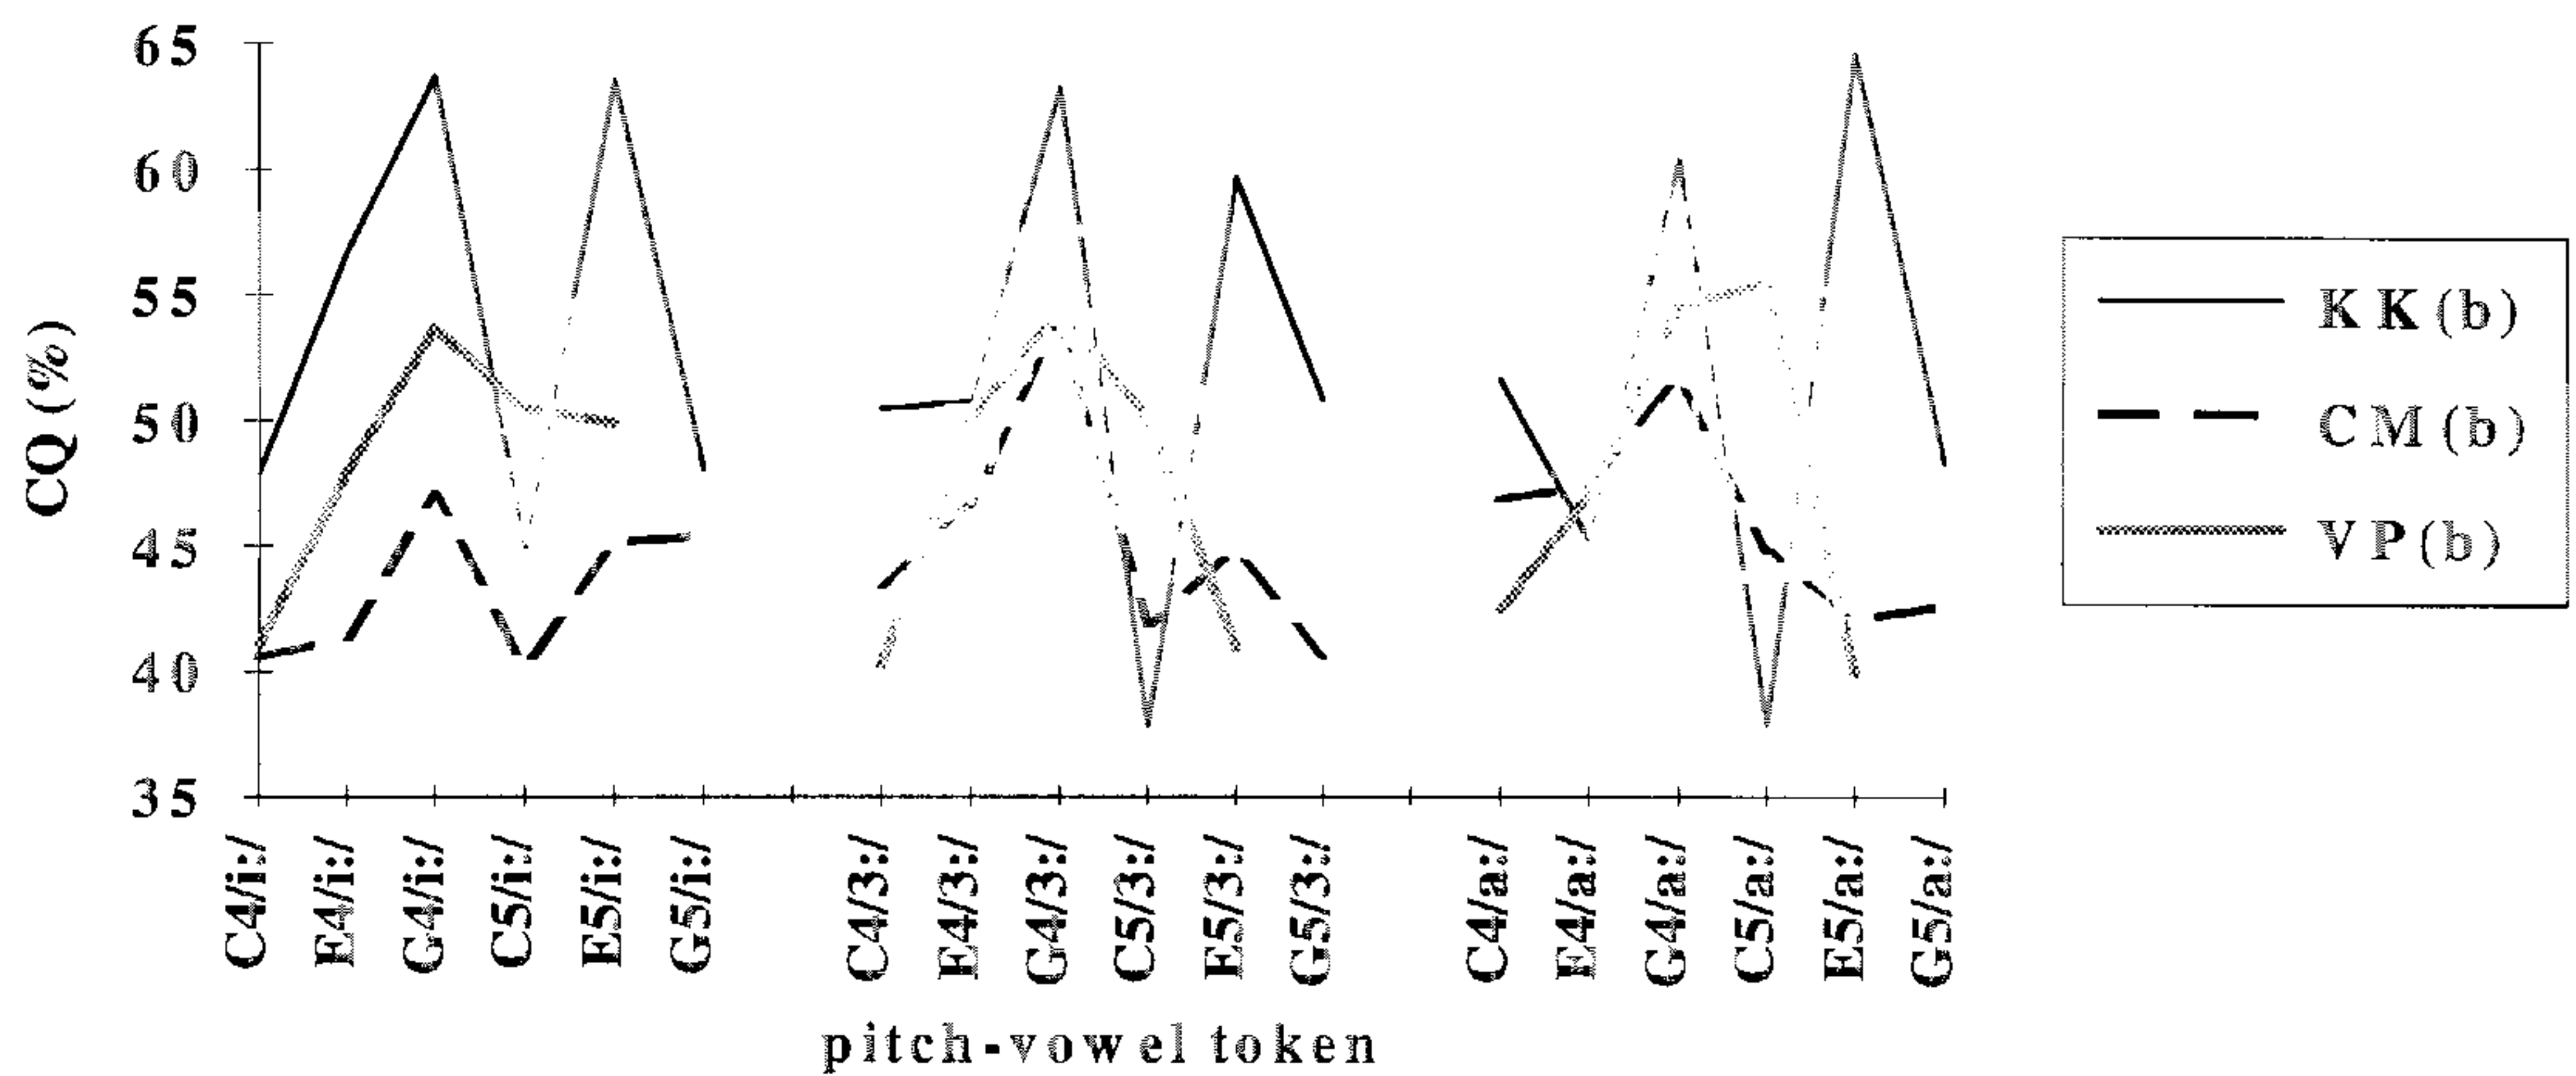 65
60
55
50
45
40
35
CQ (%)
C4/i:/
E4/i:/
G4/i:/
C5/i:/
E5/i:/
G5/i:/
C4/3:/
E4/3:/
G4/3:/
C5/3:/
E5/3:/
G5/3:/
C4/a:/
E4/a:/
G4/a:/
C5/a:/
E5/a:/
G5/a:/
pitch-vowel token
KK(b)
CM(b)
VP(b)